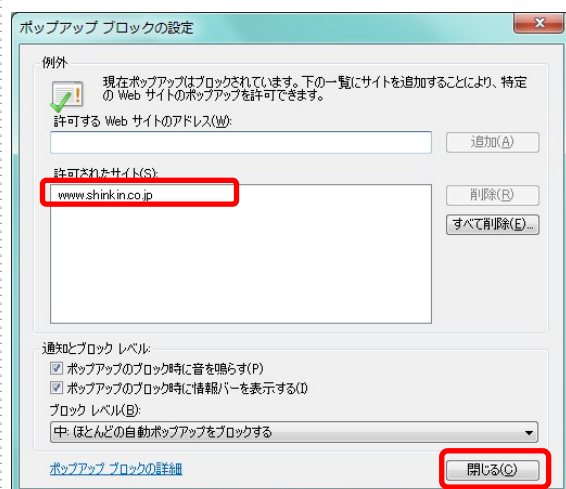 ポップアップ ブロックの設定
例外
現在ポップアップはブロックされています。下の一覧にサイトを追加することにより、特定
の Web サイトのポップアップを許可できます。
許可する Web サイトのアドレス(W):
追加(A)
許可されたサイト(S):
www.shinkin.co.jp
削除(R)
すべて削除(E)...
通知とブロック レベル:
ポップアップのブロック時に音を鳴らす(P)
ポップアップのブロック時に情報バーを表示する(I)
ブロック レベル(B):
中: ほとんどの自動ポップアップをブロックする
ポップアップ ブロックの詳細
閉じる(C)